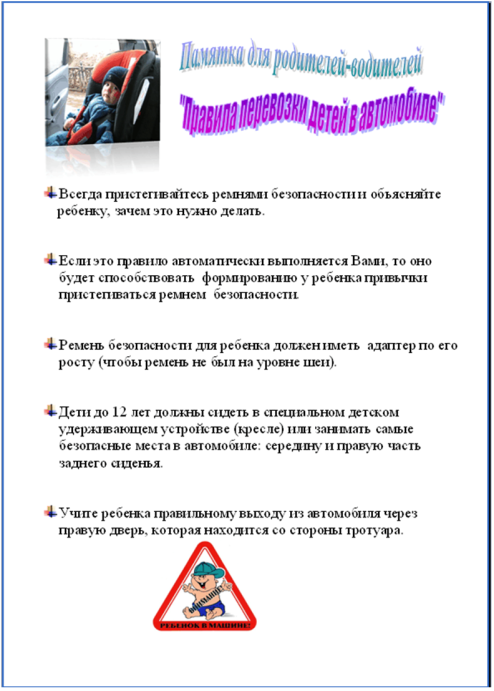 Памятка для родителей-водителей
"Правила перевозки детей в автомобиле"
Всегда пристегивайтесь ремнями безопасности и объясняйте
ребенку, зачем это нужно делать.
Если это правило автоматически выполняется Вами, то оно
будет способствовать формированию у ребенка привычки
пристегиваться ремнем безопасности.
Ремень безопасности для ребенка должен иметь адаптер по его
росту (чтобы ремень не был на уровне шеи).
Дети до 12 лет должны сидеть в специальном детском
удерживающем устройстве (кресле) или занимать самые
безопасные места в автомобиле: середину и правую часть
заднего сиденья.
Учите ребенка правильному выходу из автомобиля через
правую дверь, которая находится со стороны тротуара.
ВНИМАНИЕ!
РЕБЕНОК В МАШИНЕ!